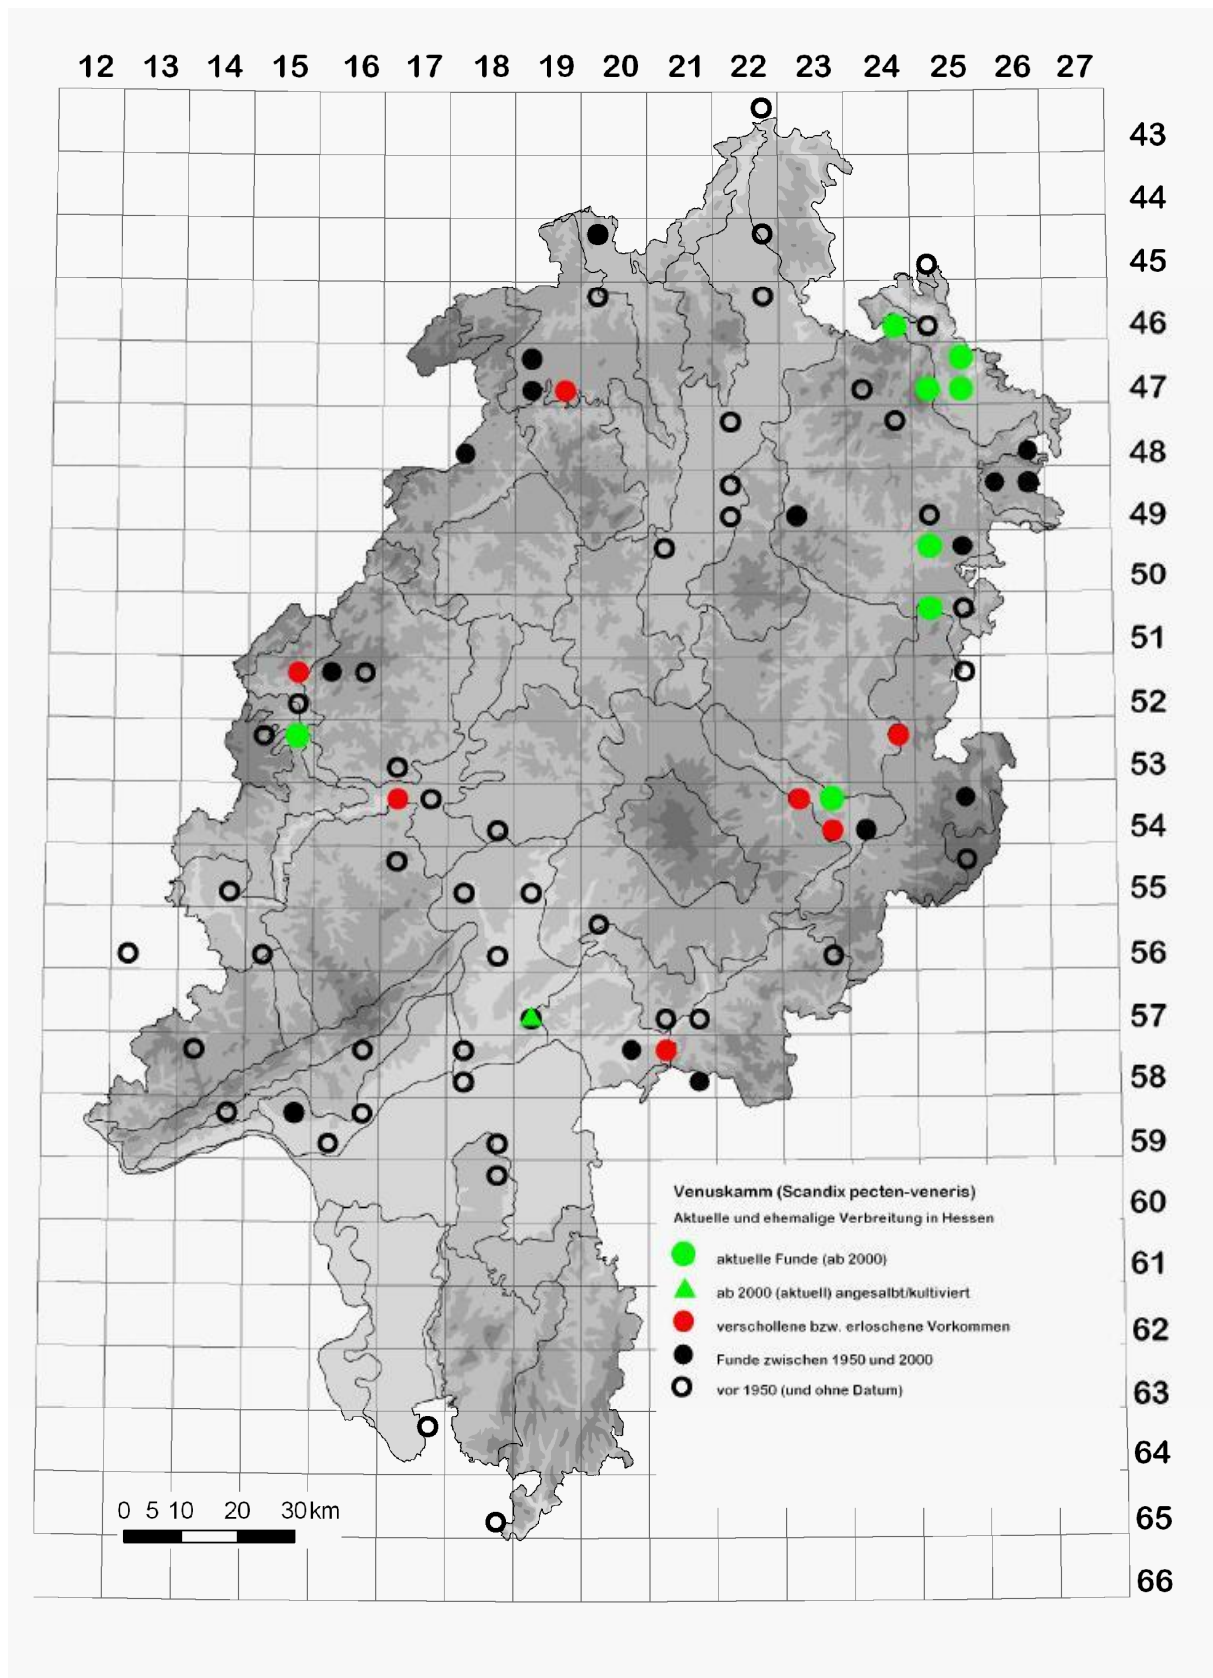 12 13 14 15 16 17 18 19 20 21 22 23 24 25 26 27
43
44
45
46
47
48
49
50
51
52
53
54
55
56
57
58
59
60
61
62
63
64
65
66
Venuskamm (Scandix pecten-veneris)
Aktuelle und ehemalige Verbreitung in Hessen
aktuelle Funde (ab 2000)
ab 2000 (aktuell) angesalbt/kultiviert
verschollene bzw. erloschene Vorkommen
Funde zwischen 1950 und 2000
vor 1950 (und ohne Datum)
0 5 10 20 30km